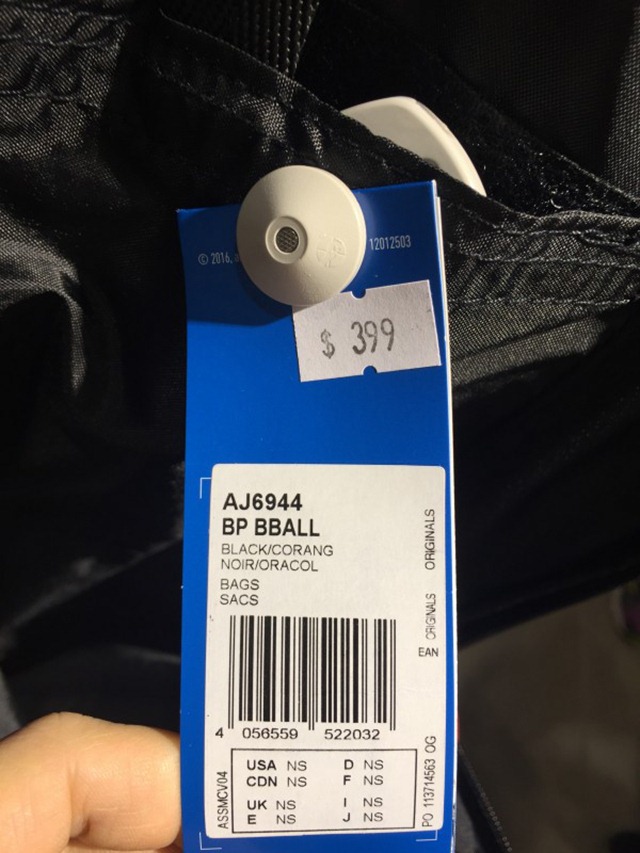 © 2016, a
12012503
$ 399
AJ6944
BP BBALL
BLACK/CORANG
NOIR/ORACOL
BAGS
SACS
ORIGINALS
ORIGINALS
EAN
4 056559 522032
USA NS D NS
CDN NS F NS
UK NS I NS
E NS J NS
ASSMCV04
PO 113714563 OG